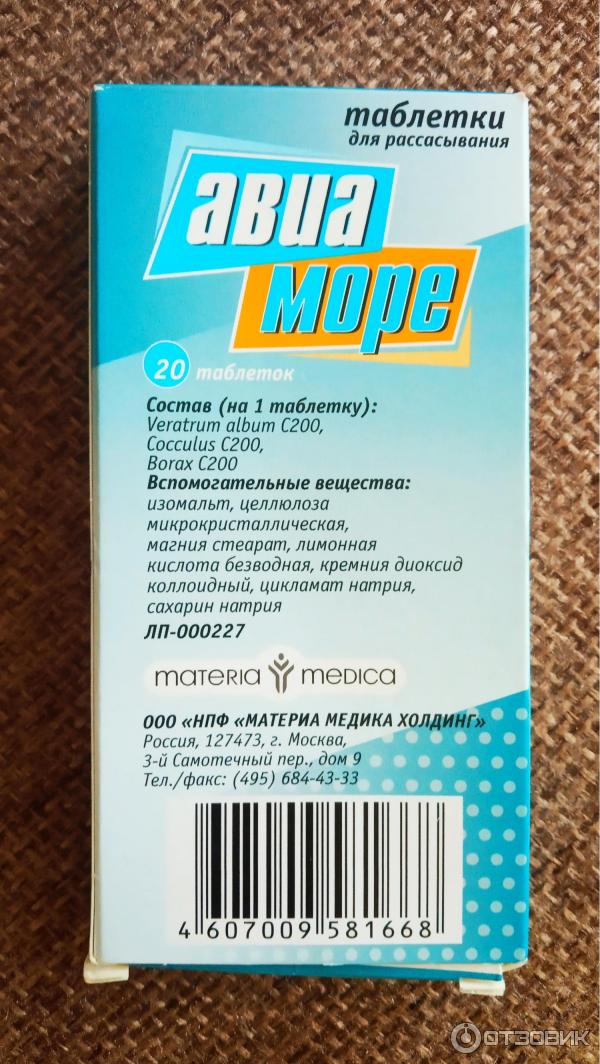 таблетки
для рассасывания
авиа
море
20 таблеток
Состав (на 1 таблетку):
Veratrum album C200,
Cocculus C200,
Borax C200
Вспомогательные вещества:
изомальт, целлюлоза
микрокристаллическая,
магния стеарат, лимонная
кислота безводная, кремния диоксид
коллоидный, цикламат натрия,
сахарин натрия
ЛП-000227
materia medica
ООО «НПФ «МАТЕРИА МЕДИКА ХОЛДИНГ»
Россия, 127473, г. Москва,
3-й Самотечный пер., дом 9
Тел./факс: (495) 684-43-33
4 607009 581668
ОТЗОВИК